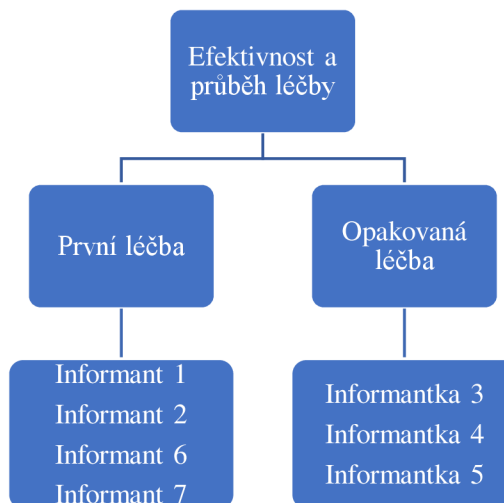 Efektivnost a
průběh léčby
První léčba
Opakovaná
léčba
Informant 1
Informant 2
Informant 6
Informant 7
Informantka 3
Informantka 4
Informantka 5